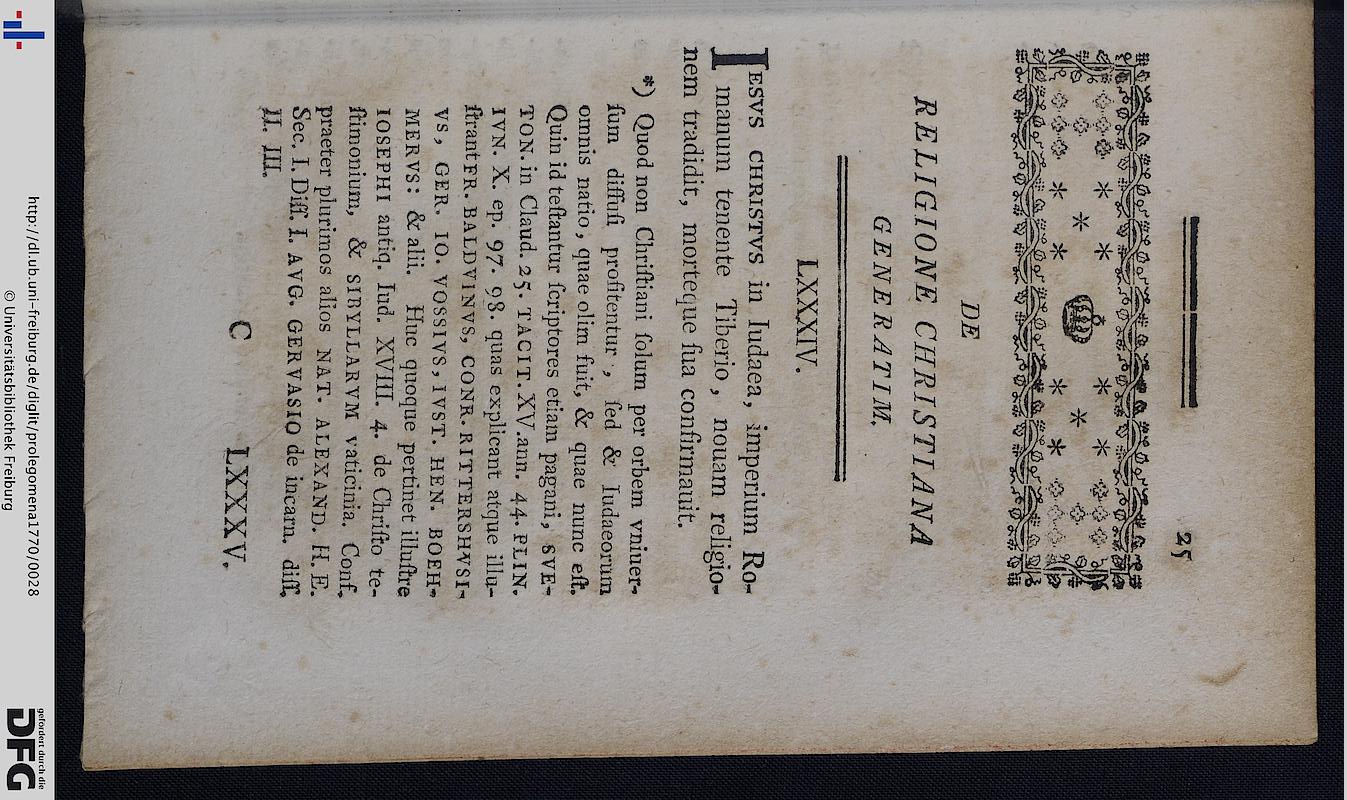 25
DE
RELIGIONE CHRISTIANA
GENERATIM.
LXXXIV.
IESVS CHRISTVS in Iudaea, imperium Ro-
manum tenente Tiberio, nouam religio-
nem tradidit, morteque sua confirmauit.
*) Quod non Chriſtiani ſolum per orbem vniuer-
ſum diffuſi profitentur, ſed & Iudaeorum
omnis natio, quae olim fuit, & quae nunc eſt.
Quin id teſtantur ſcriptores etiam pagani, SVE-
TON. in Claud. 25. TACIT. XV. ann. 44. PLIN.
IVN. X. ep. 97. 98. quas explicant atque illu-
ſtrant FR. BALDVINVS, CONR. RITTERSHVSI-
VS, GER. IO. VOSSIVS, IVST. HEN. BOEH-
MERVS: & alii. Huc quoque pertinet illuſtre
IOSEPHI antiq. Iud. XVIII. 4. de Chriſto te-
ſtimonium, & SIBYLLARVM vaticinia. Conf.
praeter plurimos alios NAT. ALEXAND. H. E.
Sec. I. Diſſ. I. AVG. GERVASIO de incarn. diſſ.
II. III.
C LXXXV.
http://dl.ub.uni-freiburg.de/diglit/prolegomena1770/0028
© Universitätsbibliothek Freiburg
gefördert durch die
DFG